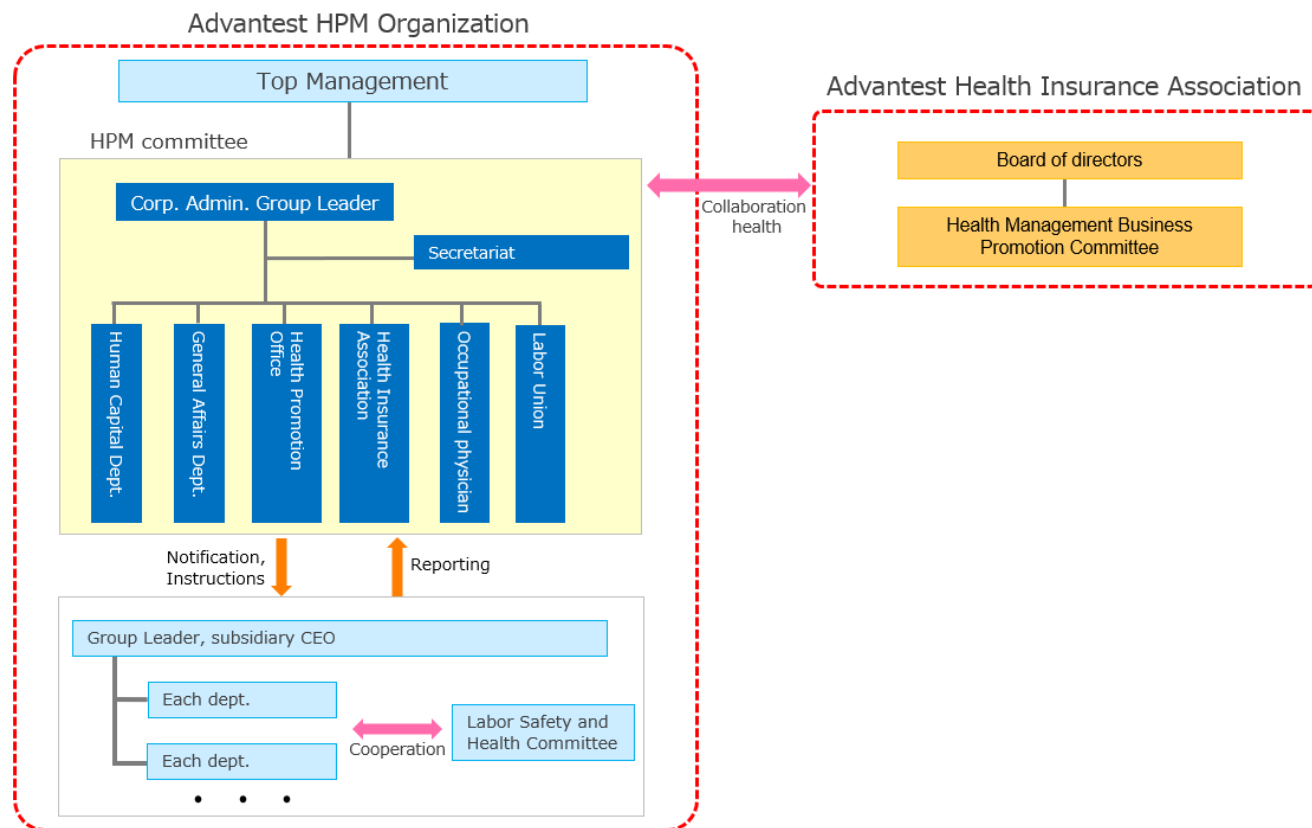 Advantest HPM Organization
Top Management
HPM committee
Corp. Admin. Group Leader
Secretariat
Human Capital Dept.
General Affairs Dept.
Health Promotion
Office
Health Insurance
Association
Occupational physician
Labor Union
Notification,
Instructions
Reporting
Group Leader, subsidiary CEO
Each dept.
Each dept.
Cooperation
Labor Safety and
Health Committee
• • •
Collaboration
health
Advantest Health Insurance Association
Board of directors
Health Management Business
Promotion Committee